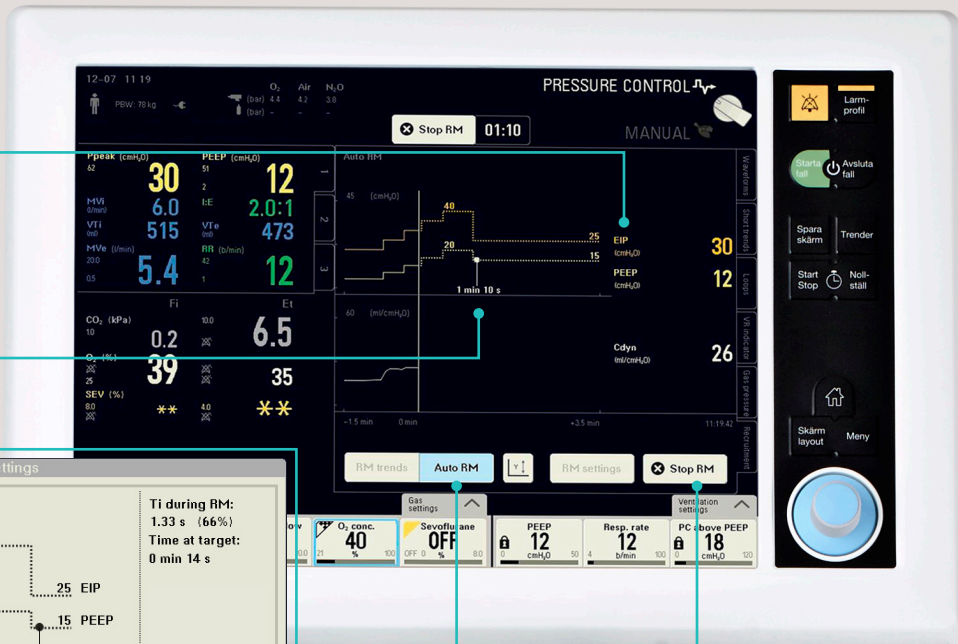 12-07 11 19
PBW: 78 kg
O₂ Air N₂O
(bar) 4.4 4.2 3.8
(bar) - - -
PRESSURE CONTROL
Stop RM 01:10
MANUAL
Larm-
profil
Starta
fall
Avsluta
fall
Spara
skärm
Trender
Start
Stop
Noll-
ställ
Skärm
layout
Meny
Ppeak (cmH₂O) PEEP (cmH₂O)
62 30 51 2 12
MVi (l/min) 6.0 I:E 2.0:1
VTi (ml) 515 VTe (ml) 473
MVe (l/min) RR (b/min)
20.0 0.5 5.4 42 1 12
Fi Et
CO₂ (kPa)
10 0.2 10.0 6.5
O₂ (%)
25 39 35
SEV (%)
8.0 ** 4.0 **
1
2
3
Auto RM
45 (cmH₂O)
40
25
20
15
1 min 10 s
EIP (cmH₂O) 30
PEEP (cmH₂O) 12
60 (ml/cmH₂O)
Cdyn (ml/cmH₂O) 26
-1.5 min 0 min +3.5 min 11:19:42
Waveforms
Short trends
Loops
VR indicator
Gas pressure
Recruitment
RM trends Auto RM Y RM settings Stop RM
Gas
settings
Ventilation
settings
ow
O₂ conc.
40
21 % 100
Sevoflurane
OFF
OFF 0 % 8.0
PEEP
12
0 cmH₂O 50
Resp. rate
12
4 b/min 100
PC above PEEP
18
0 cmH₂O 120
ttings
Ti during RM:
1.33 s (66%)
Time at target:
0 min 14 s
25 EIP
15 PEEP